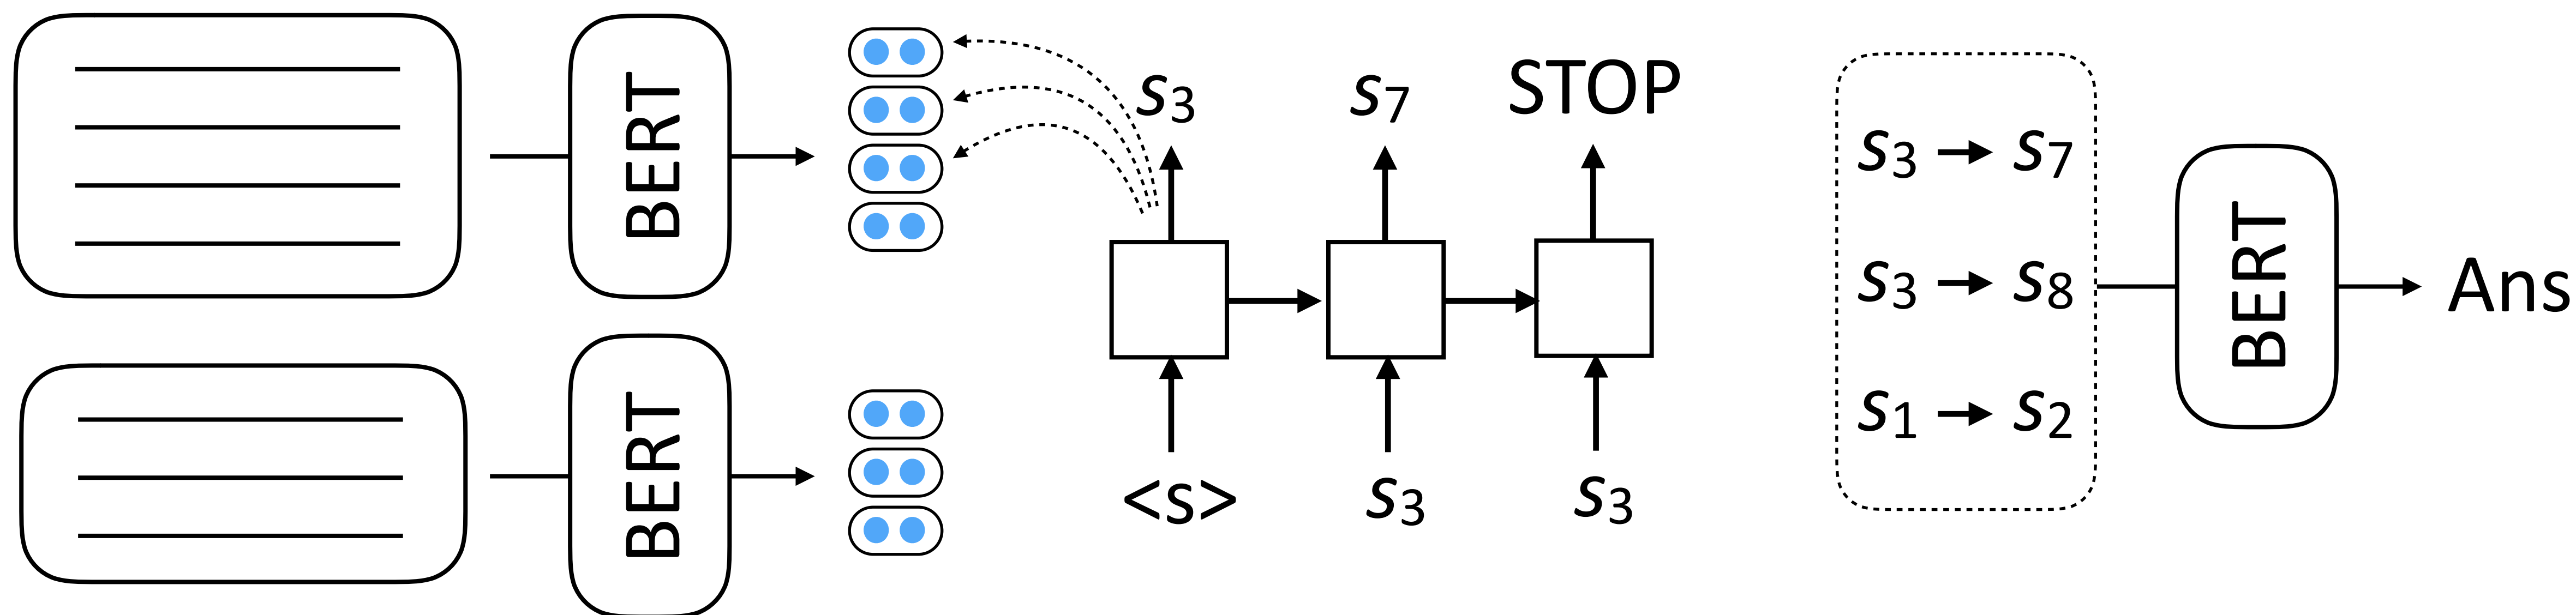 BERT
BERT
s3
s7
STOP
<s>
s3
s3
s3 → s7
s3 → s8
s1 → s2
BERT
Ans